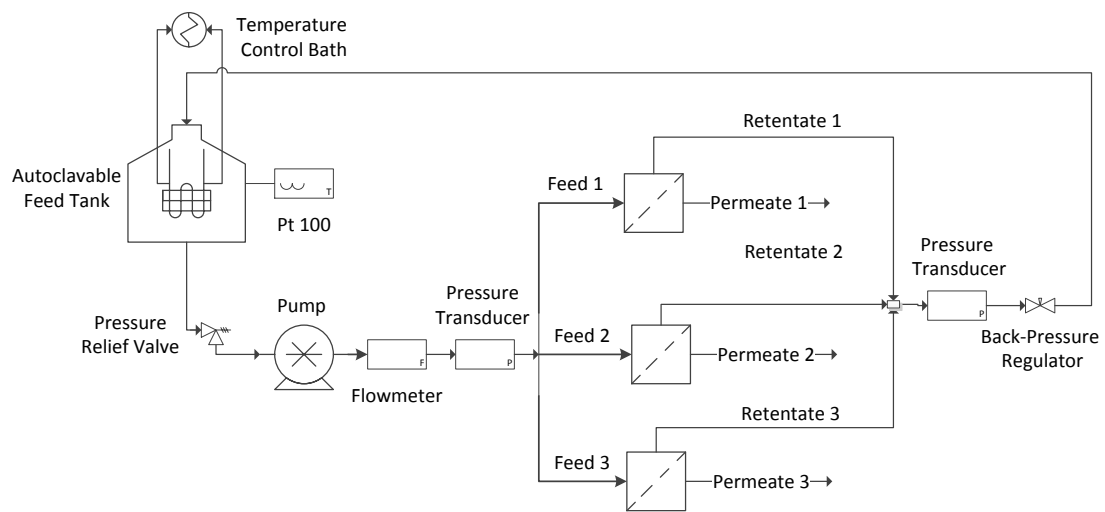 Temperature
Control Bath
Autoclavable
Feed Tank
T
Pt 100
Pressure
Relief Valve
Pump
F
Flowmeter
Pressure
Transducer
P
Feed 1
Retentate 1
Permeate 1
Retentate 2
Feed 2
Permeate 2
Retentate 3
Feed 3
Permeate 3
Pressure
Transducer
P
Back-Pressure
Regulator